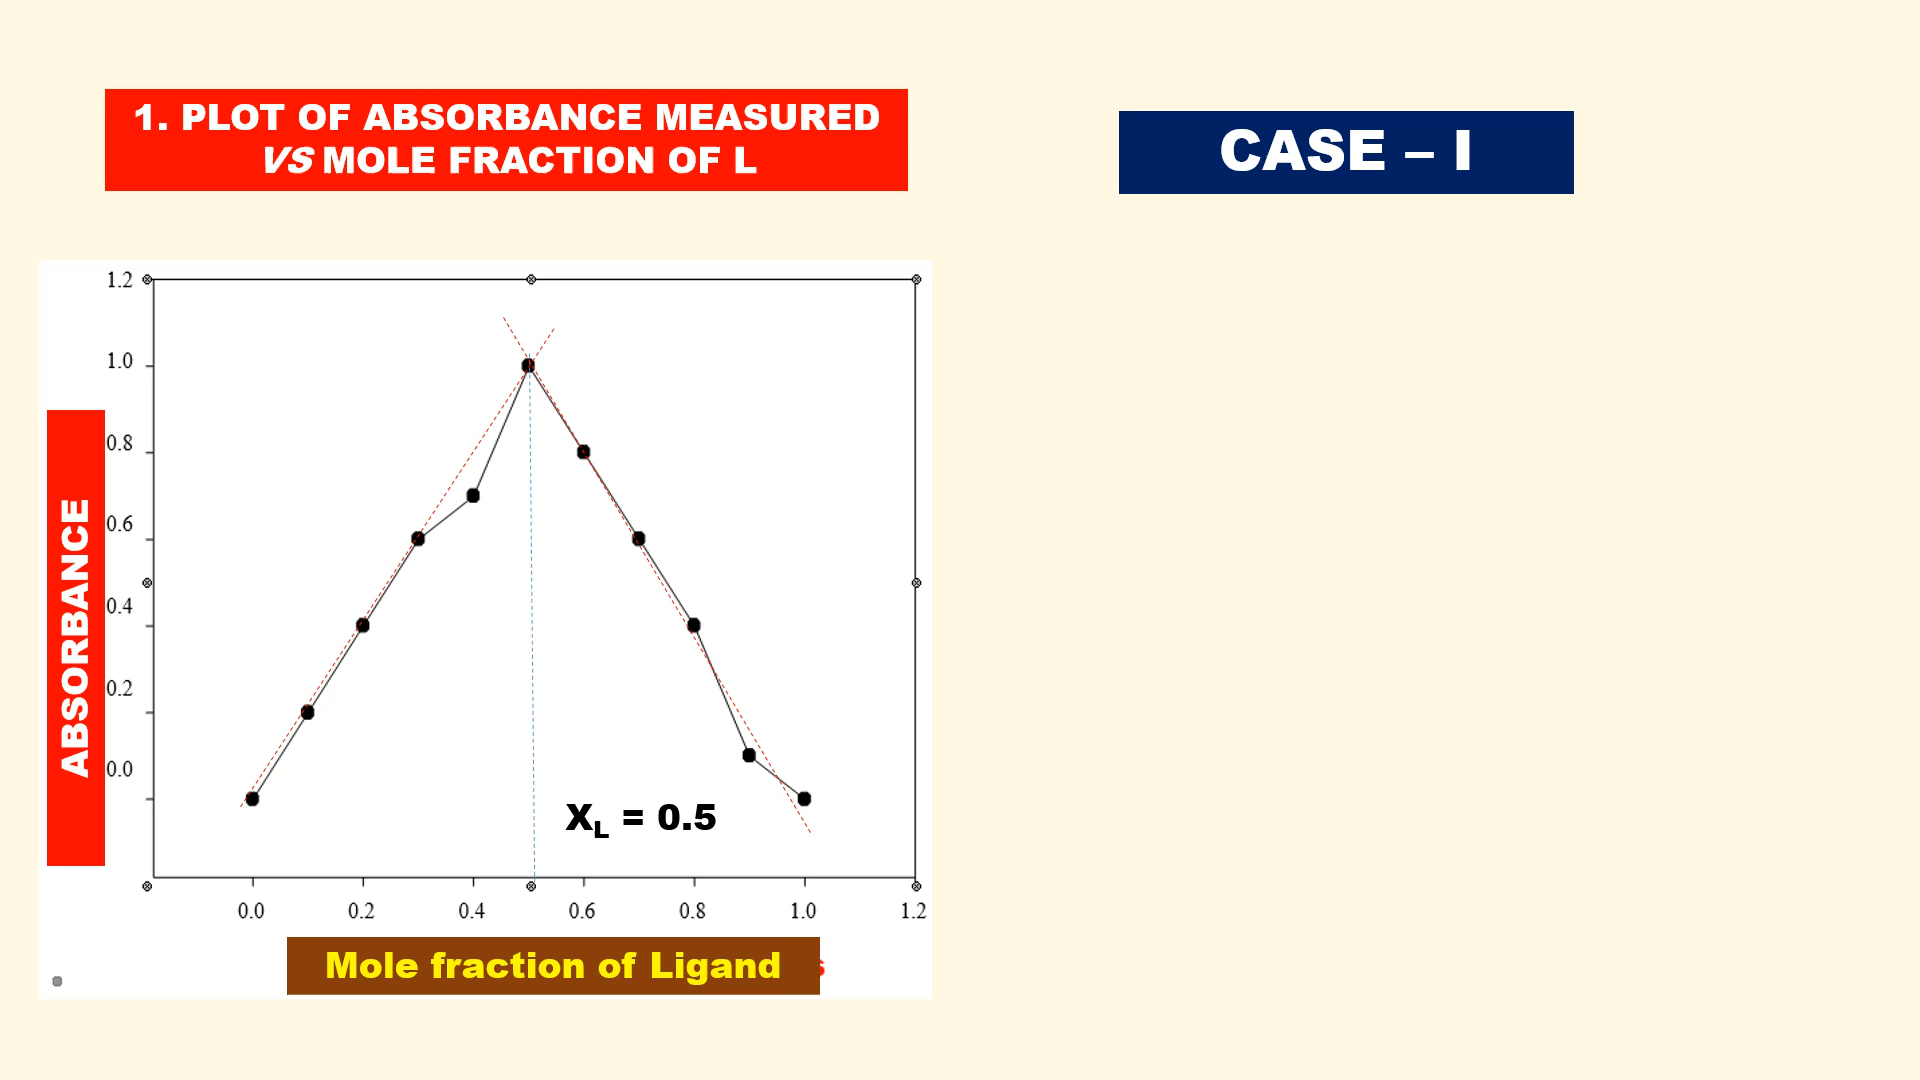 1. PLOT OF ABSORBANCE MEASURED
VS MOLE FRACTION OF L
CASE – I
1.2
1.0
0.8
0.6
0.4
0.2
0.0
ABSORBANCE
X_L = 0.5
0.0 0.2 0.4 0.6 0.8 1.0 1.2
Mole fraction of Ligand